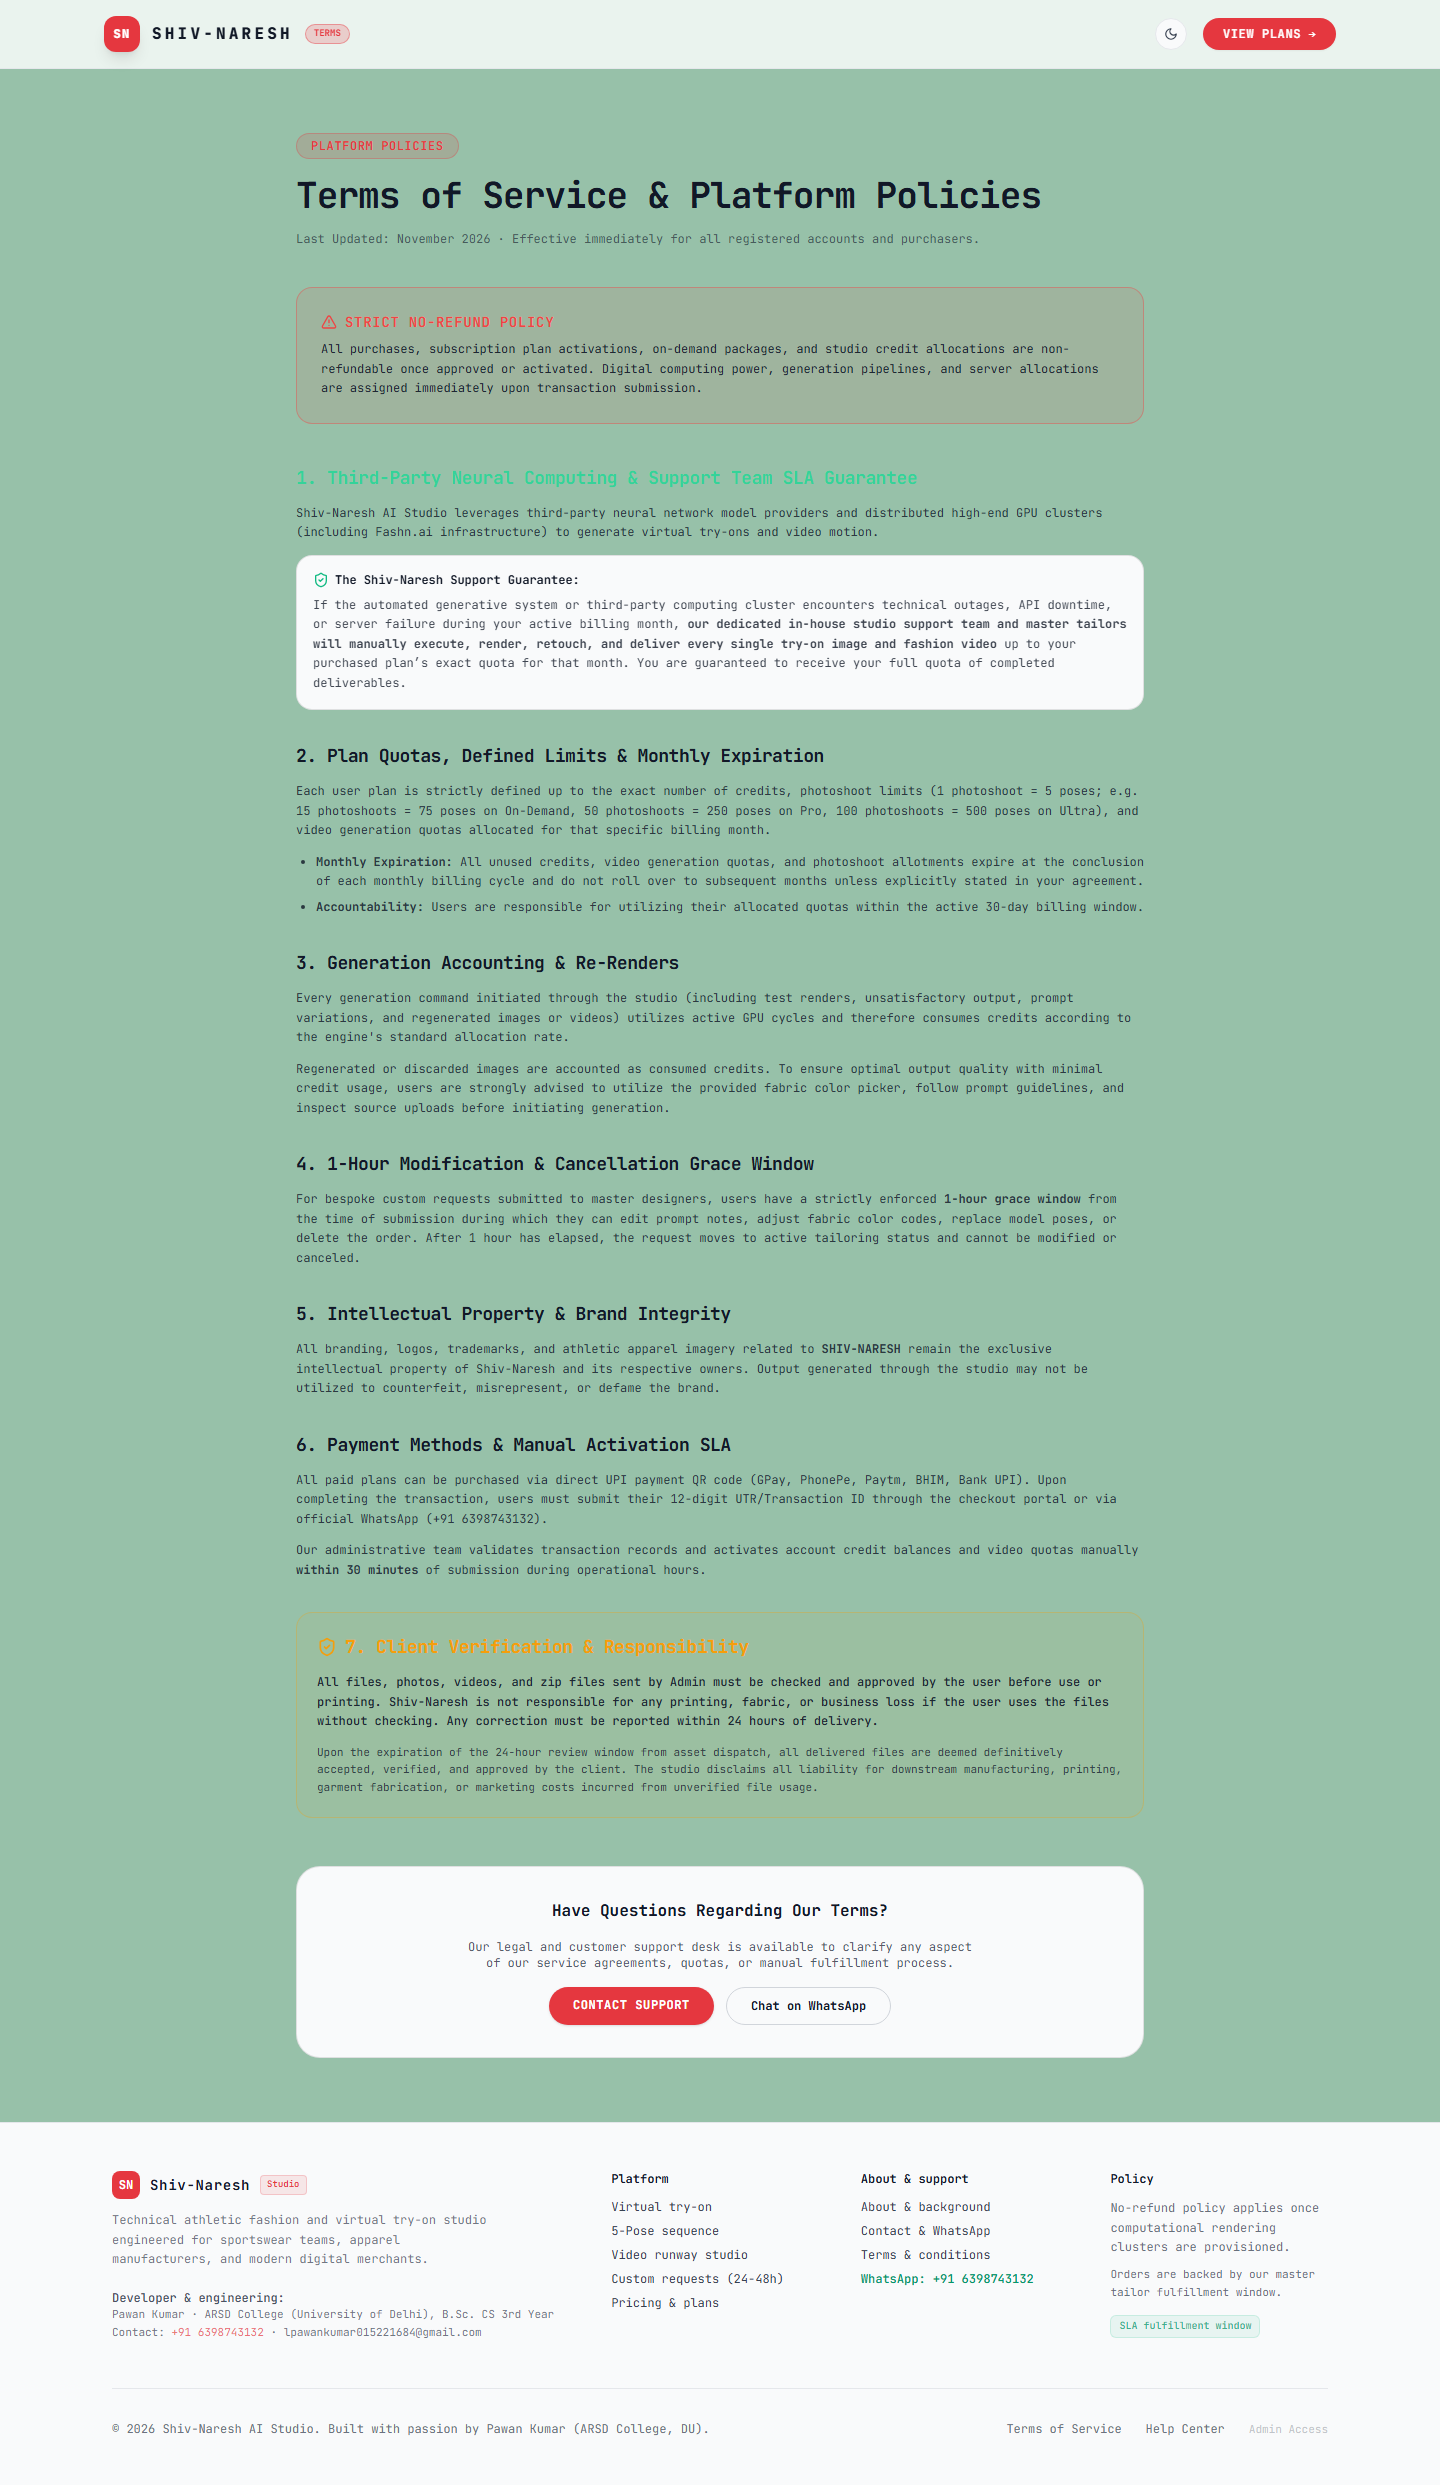 SN SHIV-NARESH TERMS
VIEW PLANS →
PLATFORM POLICIES
Terms of Service & Platform Policies
Last Updated: November 2026 · Effective immediately for all registered accounts and purchasers.
STRICT NO-REFUND POLICY
All purchases, subscription plan activations, on-demand packages, and studio credit allocations are non-
refundable once approved or activated. Digital computing power, generation pipelines, and server allocations
are assigned immediately upon transaction submission.
1. Third-Party Neural Computing & Support Team SLA Guarantee
Shiv-Naresh AI Studio leverages third-party neural network model providers and distributed high-end GPU clusters
(including Fashn.ai infrastructure) to generate virtual try-ons and video motion.
The Shiv-Naresh Support Guarantee:
If the automated generative system or third-party computing cluster encounters technical outages, API downtime,
or server failure during your active billing month, our dedicated in-house studio support team and master tailors
will manually execute, render, retouch, and deliver every single try-on image and fashion video up to your
purchased plan’s exact quota for that month. You are guaranteed to receive your full quota of completed
deliverables.
2. Plan Quotas, Defined Limits & Monthly Expiration
Each user plan is strictly defined up to the exact number of credits, photoshoot limits (1 photoshoot = 5 poses; e.g.
15 photoshoots = 75 poses on On-Demand, 50 photoshoots = 250 poses on Pro, 100 photoshoots = 500 poses on Ultra), and
video generation quotas allocated for that specific billing month.
• Monthly Expiration: All unused credits, video generation quotas, and photoshoot allotments expire at the conclusion
of each monthly billing cycle and do not roll over to subsequent months unless explicitly stated in your agreement.
• Accountability: Users are responsible for utilizing their allocated quotas within the active 30-day billing window.
3. Generation Accounting & Re-Renders
Every generation command initiated through the studio (including test renders, unsatisfactory output, prompt
variations, and regenerated images or videos) utilizes active GPU cycles and therefore consumes credits according to
the engine's standard allocation rate.
Regenerated or discarded images are accounted as consumed credits. To ensure optimal output quality with minimal
credit usage, users are strongly advised to utilize the provided fabric color picker, follow prompt guidelines, and
inspect source uploads before initiating generation.
4. 1-Hour Modification & Cancellation Grace Window
For bespoke custom requests submitted to master designers, users have a strictly enforced 1-hour grace window from
the time of submission during which they can edit prompt notes, adjust fabric color codes, replace model poses, or
delete the order. After 1 hour has elapsed, the request moves to active tailoring status and cannot be modified or
canceled.
5. Intellectual Property & Brand Integrity
All branding, logos, trademarks, and athletic apparel imagery related to SHIV-NARESH remain the exclusive
intellectual property of Shiv-Naresh and its respective owners. Output generated through the studio may not be
utilized to counterfeit, misrepresent, or defame the brand.
6. Payment Methods & Manual Activation SLA
All paid plans can be purchased via direct UPI payment QR code (GPay, PhonePe, Paytm, BHIM, Bank UPI). Upon
completing the transaction, users must submit their 12-digit UTR/Transaction ID through the checkout portal or via
official WhatsApp (+91 6398743132).
Our administrative team validates transaction records and activates account credit balances and video quotas manually
within 30 minutes of submission during operational hours.
7. Client Verification & Responsibility
All files, photos, videos, and zip files sent by Admin must be checked and approved by the user before use or
printing. Shiv-Naresh is not responsible for any printing, fabric, or business loss if the user uses the files
without checking. Any correction must be reported within 24 hours of delivery.
Upon the expiration of the 24-hour review window from asset dispatch, all delivered files are deemed definitively
accepted, verified, and approved by the client. The studio disclaims all liability for downstream manufacturing, printing,
garment fabrication, or marketing costs incurred from unverified file usage.
Have Questions Regarding Our Terms?
Our legal and customer support desk is available to clarify any aspect
of our service agreements, quotas, or manual fulfillment process.
CONTACT SUPPORT
Chat on WhatsApp
SN Shiv-Naresh Studio
Technical athletic fashion and virtual try-on studio
engineered for sportswear teams, apparel
manufacturers, and modern digital merchants.
Developer & engineering:
Pawan Kumar · ARSD College (University of Delhi), B.Sc. CS 3rd Year
Contact: +91 6398743132 · lpawankumar015221684@gmail.com
Platform
Virtual try-on
5-Pose sequence
Video runway studio
Custom requests (24-48h)
Pricing & plans
About & support
About & background
Contact & WhatsApp
Terms & conditions
WhatsApp: +91 6398743132
Policy
No-refund policy applies once
computational rendering
clusters are provisioned.
Orders are backed by our master
tailor fulfillment window.
SLA fulfillment window
© 2026 Shiv-Naresh AI Studio. Built with passion by Pawan Kumar (ARSD College, DU).
Terms of Service
Help Center
Admin Access